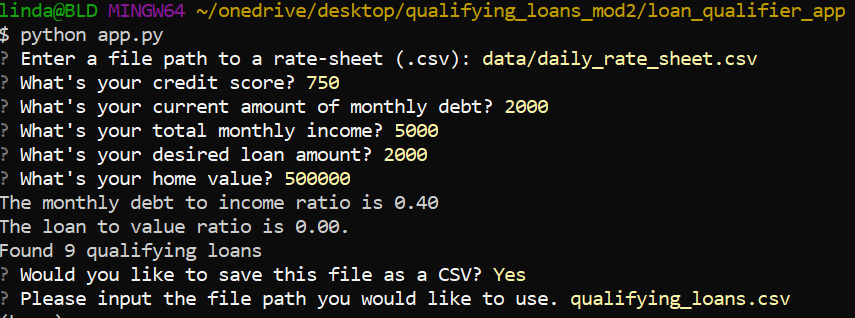 linda@BLD MINGW64 ~/onedrive/desktop/qualifying_loans_mod2/loan_qualifier_app
$ python app.py
? Enter a file path to a rate-sheet (.csv): data/daily_rate_sheet.csv
? What's your credit score? 750
? What's your current amount of monthly debt? 2000
? What's your total monthly income? 5000
? What's your desired loan amount? 2000
? What's your home value? 500000
The monthly debt to income ratio is 0.40
The loan to value ratio is 0.00.
Found 9 qualifying loans
? Would you like to save this file as a CSV? Yes
? Please input the file path you would like to use. qualifying_loans.csv